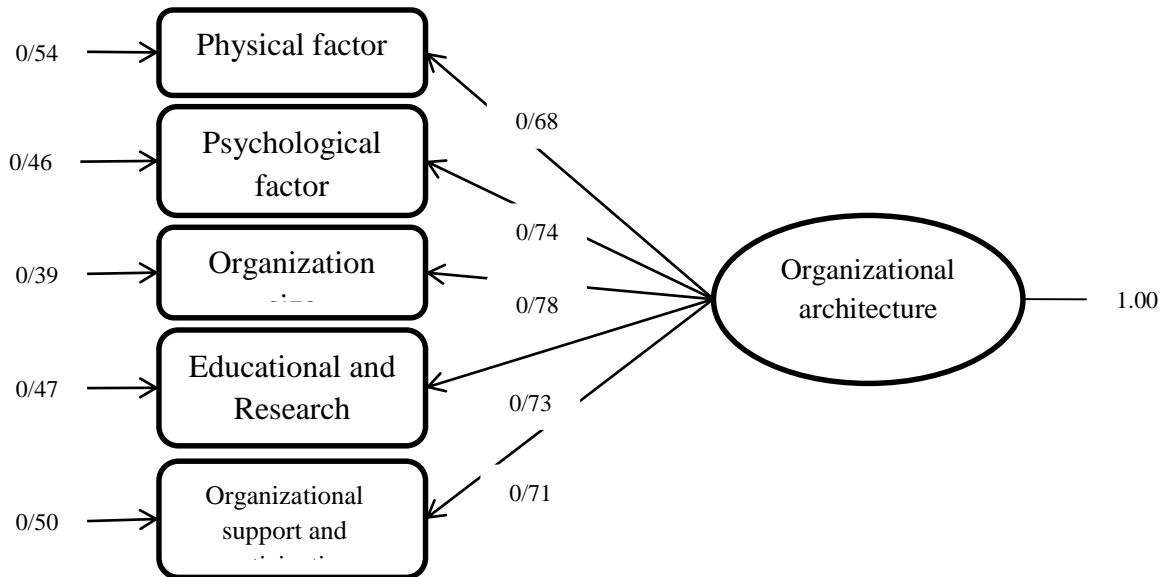 0/54
Physical factor
0/68
0/46
Psychological
factor
0/74
0/39
Organization
0/78
Organizational
architecture
1.00
0/47
Educational and
Research
0/73
0/50
Organizational
support and
0/71